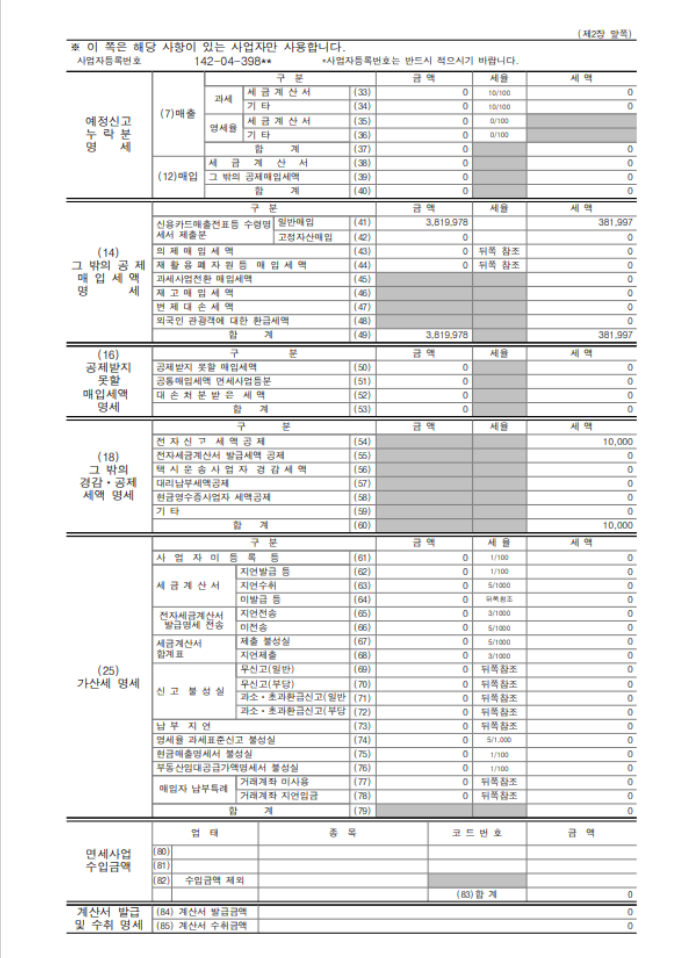 (제2장 앞쪽)
※ 이 쪽은 해당 사항이 있는 사업자만 사용합니다.
사업자등록번호 142-04-398** *사업자등록번호는 반드시 적으시기 바랍니다.
예정신고 누 락 분 명 세
구 분 금 액 세율 세 액
(7)매출 과세 세 금 계 산 서 (33) 0 10/100 0
기 타 (34) 0 10/100 0
영세율 세 금 계 산 서 (35) 0 0/100
기 타 (36) 0 0/100
합 계 (37) 0 0
(12)매입 세 금 계 산 서 (38) 0 0
그 밖의 공제매입세액 (39) 0 0
합 계 (40) 0 0
(14) 그 밖의 공 제 매 입 세 액 명 세
구 분 금 액 세율 세 액
신용카드매출전표등 수령명세서 제출분 일반매입 (41) 3,819,978 381,997
고정자산매입 (42) 0 0
의 제 매 입 세 액 (43) 0 뒤쪽 참조 0
재 활 용 폐 자 원 등 매 입 세 액 (44) 0 뒤쪽 참조 0
과세사업전환 매입세액 (45) 0
재 고 매 입 세 액 (46) 0
변 제 대 손 세 액 (47) 0
외국인 관광객에 대한 환급세액 (48) 0
합 계 (49) 3,819,978 381,997
(16) 공제받지 못할 매입세액 명세
구 분 금 액 세율 세 액
공제받지 못할 매입세액 (50) 0 0
공통매입세액 면세사업등분 (51) 0 0
대 손 처 분 받 은 세 액 (52) 0 0
합 계 (53) 0 0
(18) 그 밖의 경감·공제 세액 명세
구 분 금 액 세율 세 액
전 자 신 고 세 액 공 제 (54) 10,000
전자세금계산서 발급세액 공제 (55) 0
택 시 운 송 사 업 자 경 감 세 액 (56) 0
대리납부세액공제 (57) 0
현금영수증사업자 세액공제 (58) 0
기 타 (59) 0
합 계 (60) 10,000
(25) 가산세 명세
구 분 금 액 세 율 세 액
사 업 자 미 등 록 등 (61) 0 1/100 0
세 금 계 산 서 지연발급 등 (62) 0 1/100 0
지연수취 (63) 0 5/1000 0
미발급 등 (64) 0 뒤쪽참조 0
전자세금계산서 발급명세 전송 지연전송 (65) 0 3/1000 0
미전송 (66) 0 5/1000 0
세금계산서 합계표 제출 불성실 (67) 0 5/1000 0
지연제출 (68) 0 3/1000 0
신 고 불 성 실 무신고(일반) (69) 0 뒤쪽참조 0
무신고(부당) (70) 0 뒤쪽참조 0
과소·초과환급신고(일반 (71) 0 뒤쪽참조 0
과소·초과환급신고(부당 (72) 0 뒤쪽참조 0
납 부 지 연 (73) 0 뒤쪽참조 0
영세율 과세표준신고 불성실 (74) 0 5/1,000 0
현금매출명세서 불성실 (75) 0 1/100 0
부동산임대공급가액명세서 불성실 (76) 0 1/100 0
매입자 납부특례 거래계좌 미사용 (77) 0 뒤쪽참조 0
거래계좌 지연입금 (78) 0 뒤쪽참조 0
합 계 (79) 0
면세사업 수입금액
업 태 종 목 코 드 번 호 금 액
(80)
(81)
(82) 수입금액 제외
(83)합 계 0
계산서 발급 및 수취 명세
(84) 계산서 발급금액 0
(85) 계산서 수취금액 0